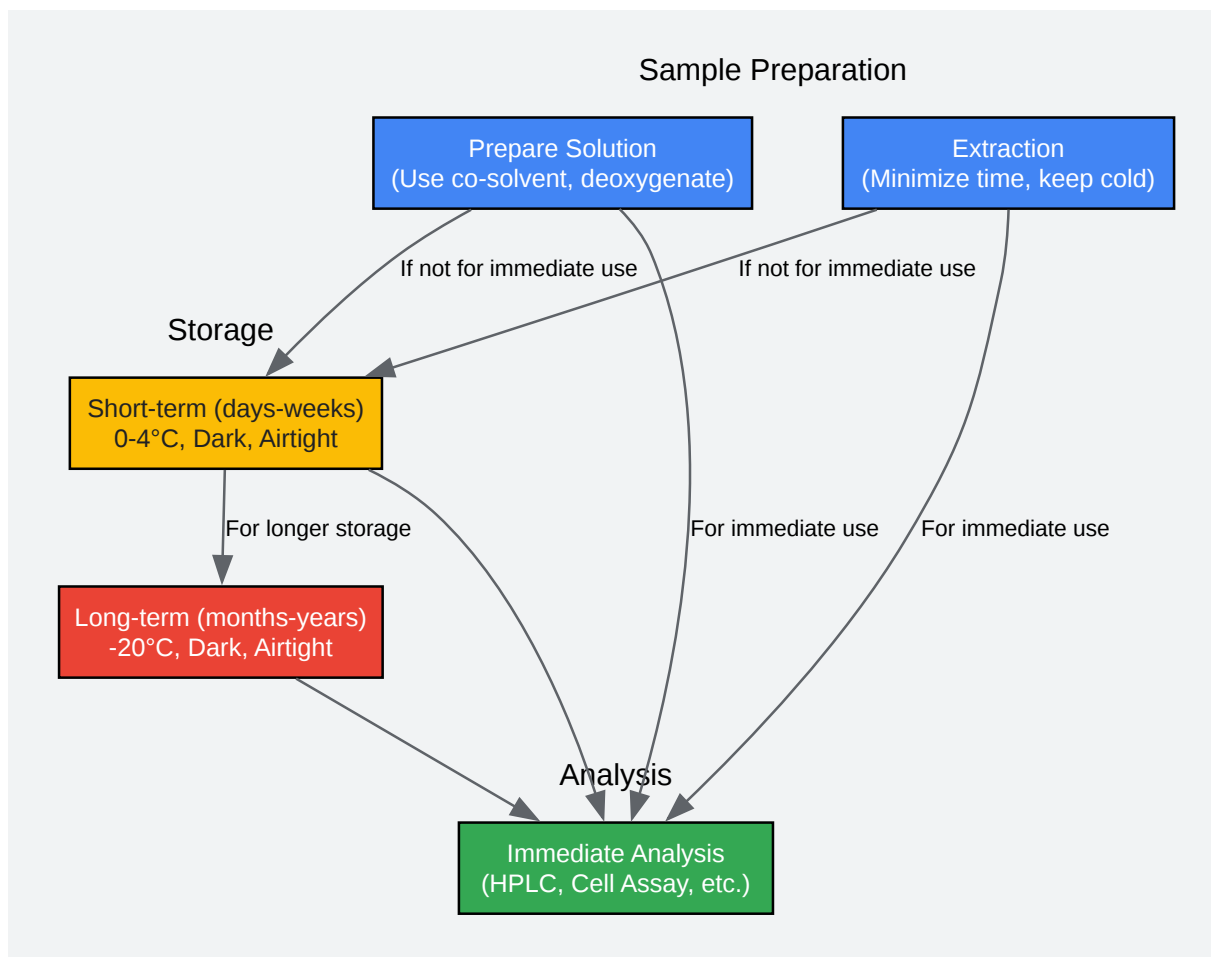 Sample Preparation
Prepare Solution
(Use co-solvent, deoxygenate)
Extraction
(Minimize time, keep cold)
If not for immediate use
If not for immediate use
Storage
Short-term (days-weeks)
0-4°C, Dark, Airtight
For longer storage
For immediate use
For immediate use
Long-term (months-years)
-20°C, Dark, Airtight
Analysis
Immediate Analysis
(HPLC, Cell Assay, etc.)